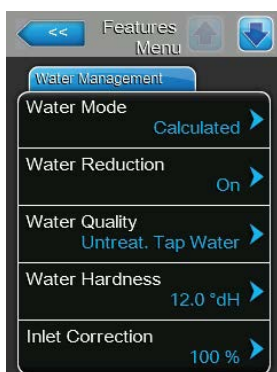 <<
Features
Menu
Water Management
Water Mode
Calculated
Water Reduction
On
Water Quality
Untreat. Tap Water
Water Hardness
12.0 °dH
Inlet Correction
100 %